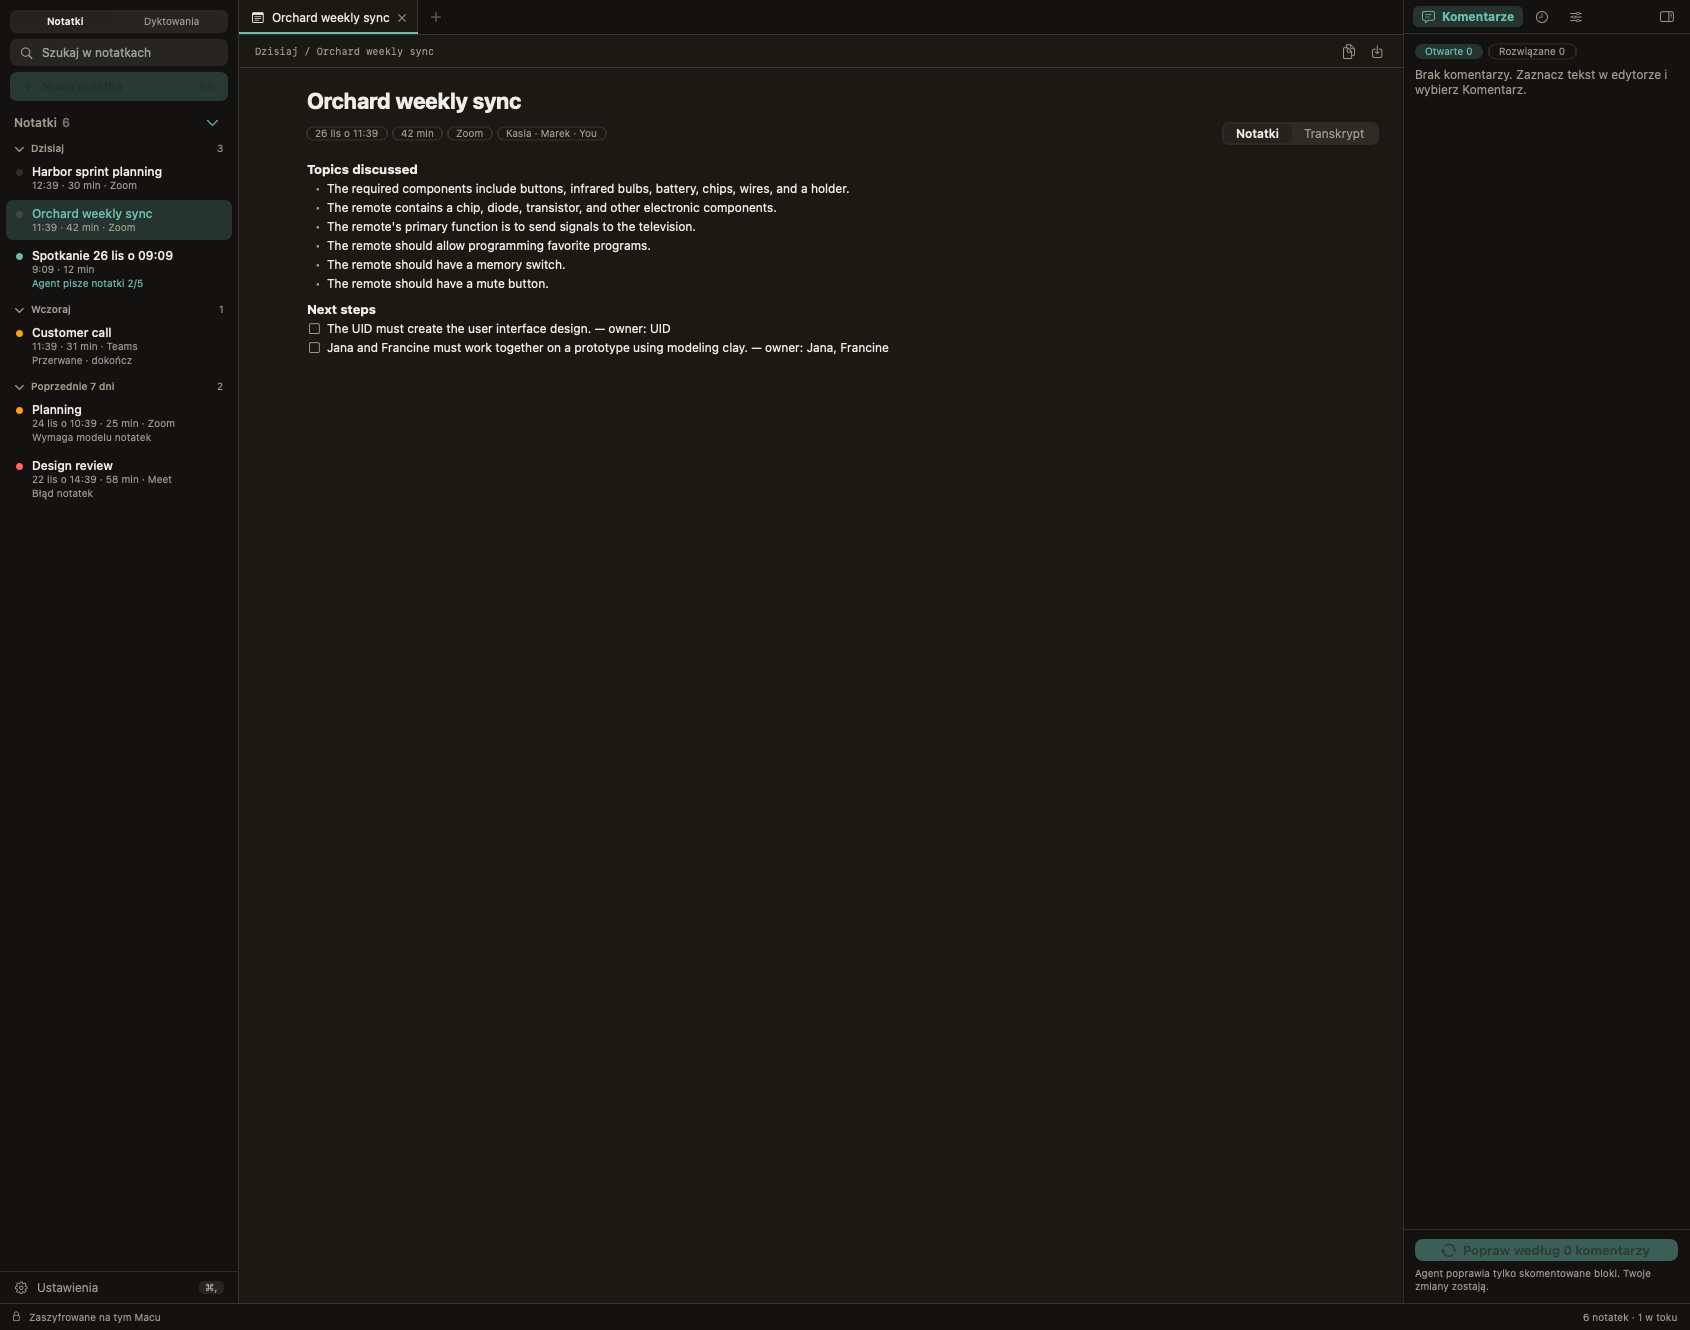 Notatki
Dyktowania
Szukaj w notatkach
Nowa notatka ⌘N
Notatki 6
Dzisiaj 3
Harbor sprint planning
12:39 · 30 min · Zoom
Orchard weekly sync
11:39 · 42 min · Zoom
Spotkanie 26 lis o 09:09
9:09 · 12 min
Agent pisze notatki 2/5
Wczoraj 1
Customer call
11:39 · 31 min · Teams
Przerwane · dokończ
Poprzednie 7 dni 2
Planning
24 lis o 10:39 · 25 min · Zoom
Wymaga modelu notatek
Design review
22 lis o 14:39 · 58 min · Meet
Błąd notatek
Ustawienia ⌘,
Zaszyfrowane na tym Macu
Orchard weekly sync
Dzisiaj / Orchard weekly sync
Orchard weekly sync
26 lis o 11:39
42 min
Zoom
Kasia · Marek · You
Notatki
Transkrypt
Topics discussed
• The required components include buttons, infrared bulbs, battery, chips, wires, and a holder.
• The remote contains a chip, diode, transistor, and other electronic components.
• The remote's primary function is to send signals to the television.
• The remote should allow programming favorite programs.
• The remote should have a memory switch.
• The remote should have a mute button.
Next steps
The UID must create the user interface design. — owner: UID
Jana and Francine must work together on a prototype using modeling clay. — owner: Jana, Francine
Komentarze
Otwarte 0
Rozwiązane 0
Brak komentarzy. Zaznacz tekst w edytorze i
wybierz Komentarz.
Popraw według 0 komentarzy
Agent poprawia tylko skomentowane bloki. Twoje
zmiany zostają.
6 notatek · 1 w toku